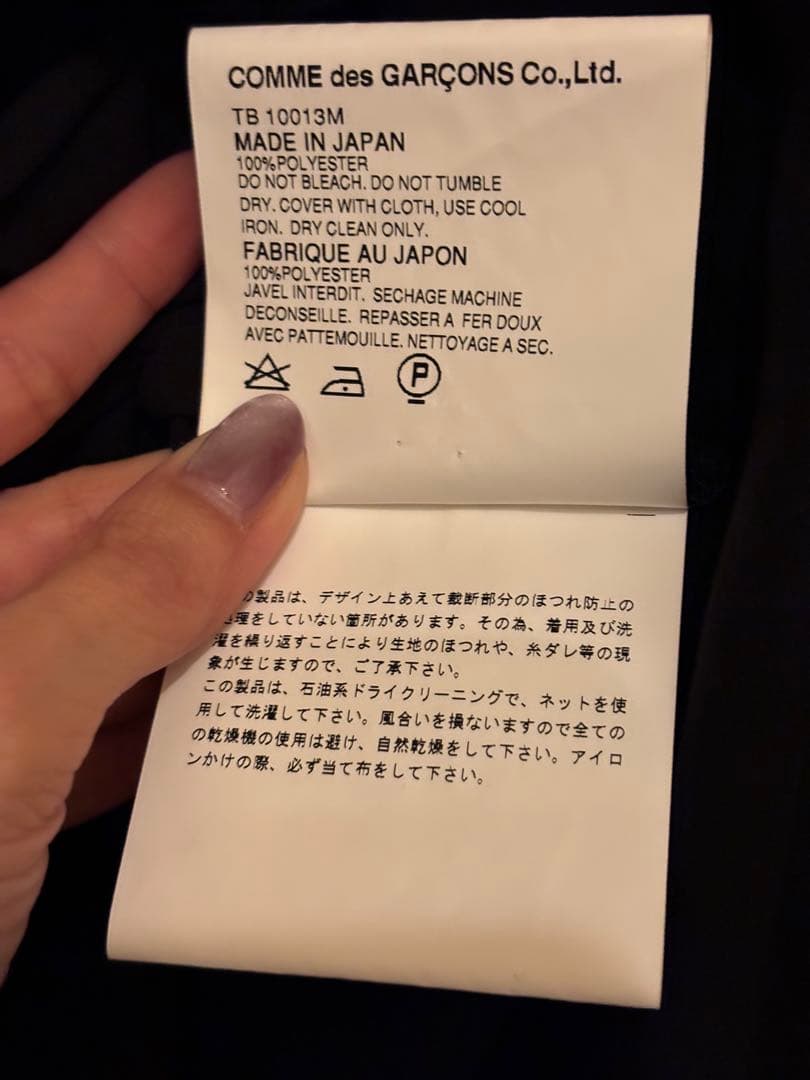 COMME des GARÇONS Co.,Ltd.
TB 10013M
MADE IN JAPAN
100%POLYESTER
DO NOT BLEACH. DO NOT TUMBLE
DRY. COVER WITH CLOTH, USE COOL
IRON. DRY CLEAN ONLY.
FABRIQUE AU JAPON
100%POLYESTER
JAVEL INTERDIT. SECHAGE MACHINE
DECONSEILLE. REPASSER A FER DOUX
AVEC PATTEMOUILLE. NETTOYAGE A SEC.
P
の製品は、デザイン上あえて裁断部分のほつれ防止の
処理をしていない箇所があります。その為、着用及び洗
濯を繰り返すことにより生地のほつれや、糸ダレ等の現
象が生じますので、ご了承下さい。
この製品は、石油系ドライクリーニングで、ネットを使
用して洗濯して下さい。風合いを損ないますので全ての
の乾燥機の使用は避け、自然乾燥をして下さい。アイロ
ンかけの際、必ず当て布をして下さい。